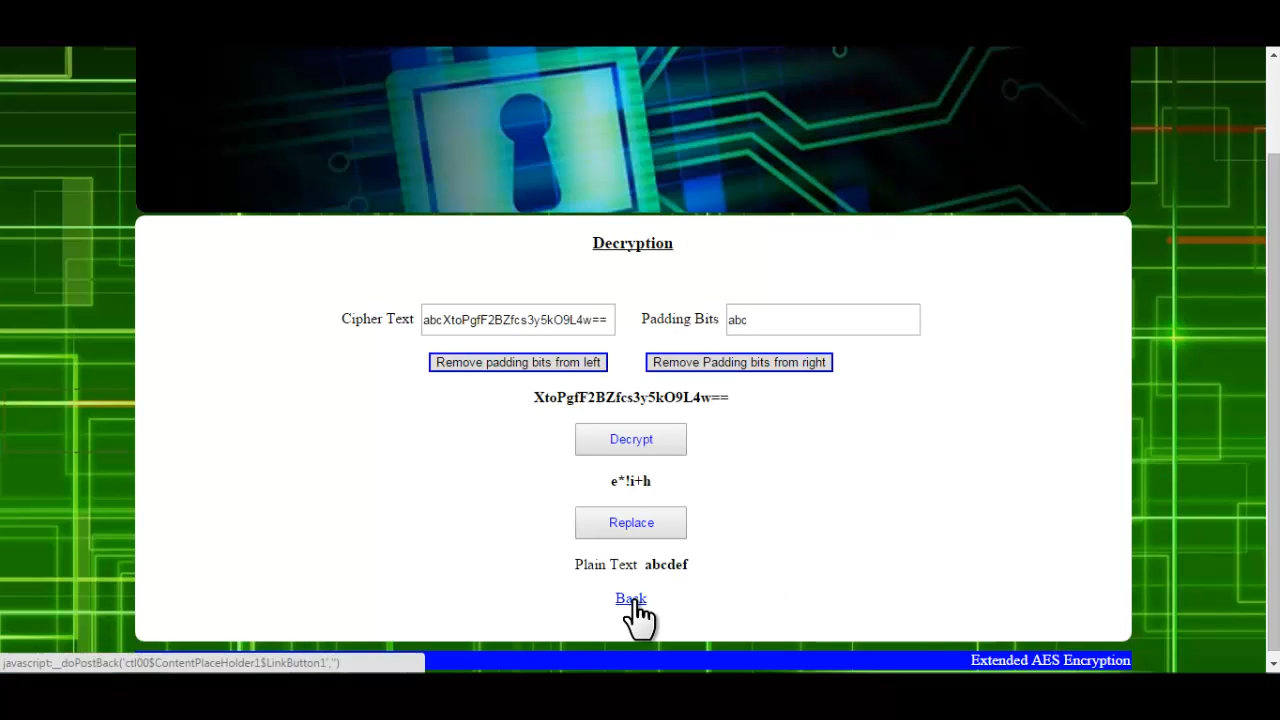 Decryption
Cipher Text abcXtoPgfF2BZfcs3y5kO9L4w== Padding Bits abc
Remove padding bits from left Remove Padding bits from right
XtoPgfF2BZfcs3y5kO9L4w==
Decrypt
e*!i+h
Replace
Plain Text abcdef
Back
javascript:__doPostBack('ctl00$ContentPlaceHolder1$LinkButton1','')
Extended AES Encryption